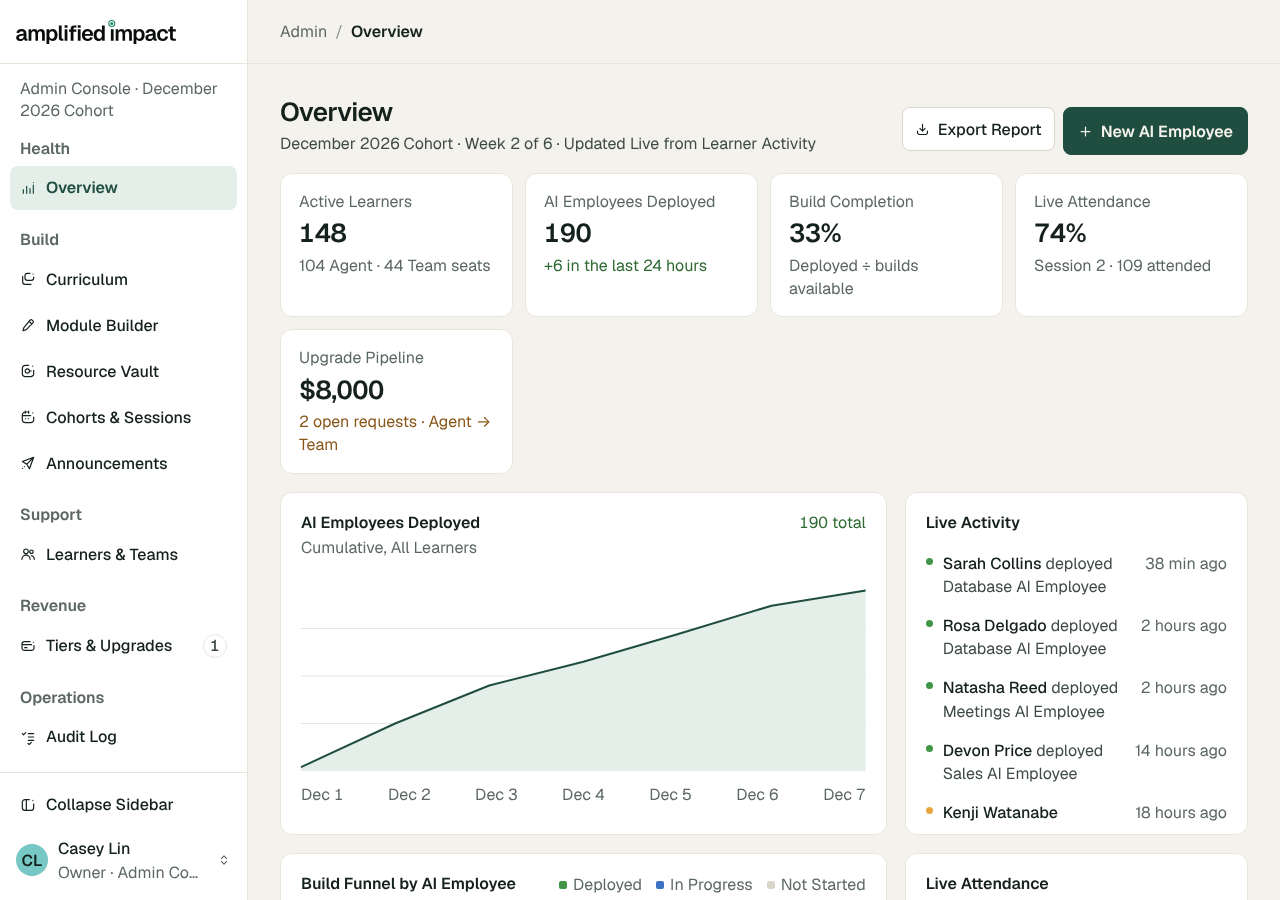 amplified impact
Admin Console · December
2026 Cohort
Health
Overview
Build
Curriculum
Module Builder
Resource Vault
Cohorts & Sessions
Announcements
Support
Learners & Teams
Revenue
Tiers & Upgrades 1
Operations
Audit Log
Collapse Sidebar
CL
Casey Lin
Owner · Admin Co...
Admin / Overview
Overview
December 2026 Cohort · Week 2 of 6 · Updated Live from Learner Activity
Export Report
New AI Employee
Active Learners
148
104 Agent · 44 Team seats
AI Employees Deployed
190
+6 in the last 24 hours
Build Completion
33%
Deployed ÷ builds
available
Live Attendance
74%
Session 2 · 109 attended
Upgrade Pipeline
$8,000
2 open requests · Agent →
Team
AI Employees Deployed
190 total
Cumulative, All Learners
Dec 1 Dec 2 Dec 3 Dec 4 Dec 5 Dec 6 Dec 7
Live Activity
Sarah Collins deployed 38 min ago
Database AI Employee
Rosa Delgado deployed 2 hours ago
Database AI Employee
Natasha Reed deployed 2 hours ago
Meetings AI Employee
Devon Price deployed 14 hours ago
Sales AI Employee
Kenji Watanabe 18 hours ago
Build Funnel by AI Employee
Deployed In Progress Not Started
Live Attendance